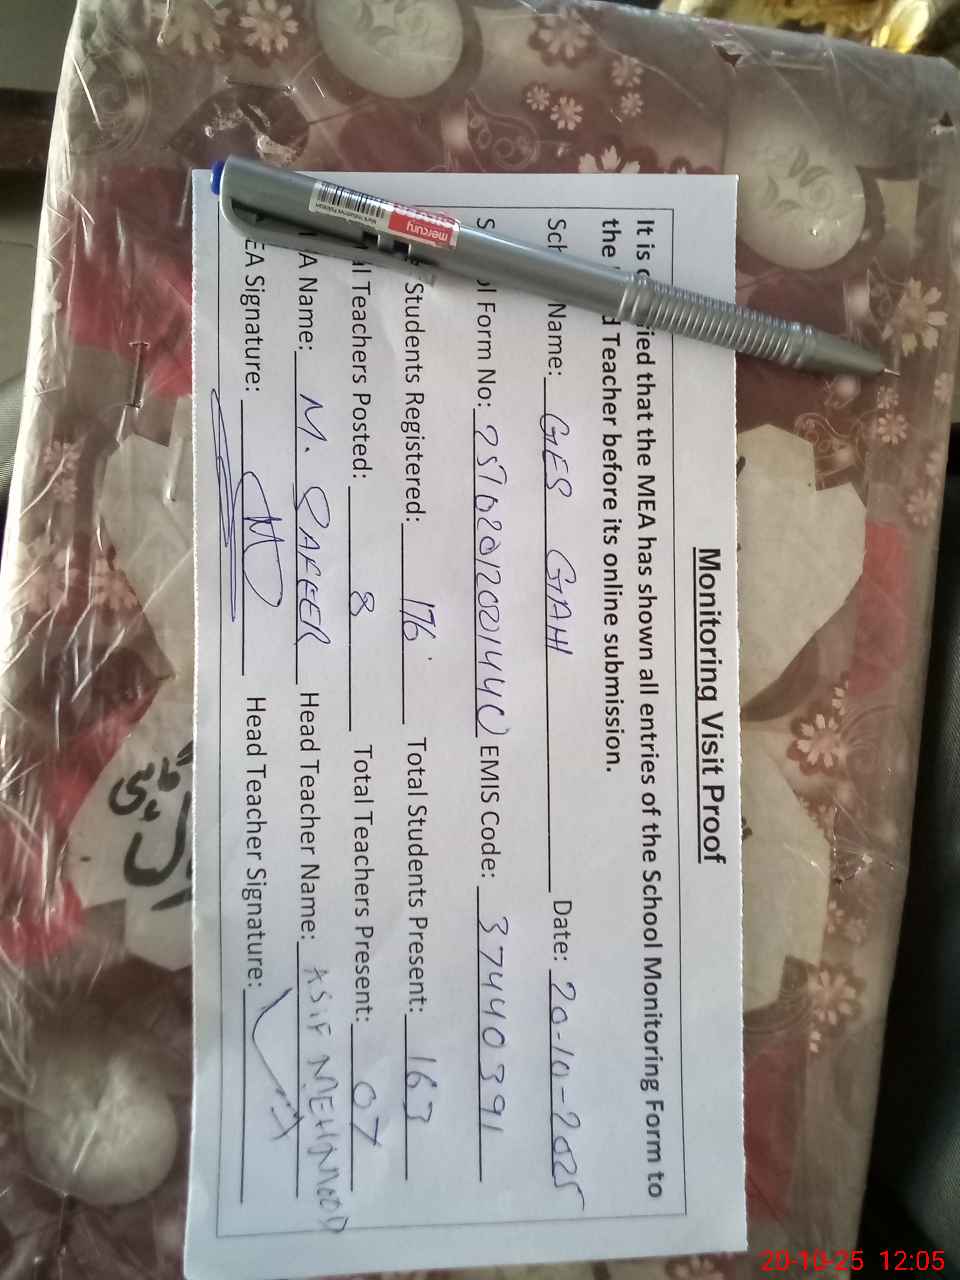 Monitoring Visit Proof
It is that the MEA has shown all entries of the School Monitoring Form to
the Teacher before its online submission.
Name: GES GAHI Date: 20-10-2025
Form No: EMIS Code: 37440391
Students Registered: 176 Total Students Present: 163
Teachers Posted: 8 Total Teachers Present: 07
A Name: M. SAFEER Head Teacher Name: ASIF MEHMOOD
EA Signature: Head Teacher Signature:
mercury
20-10-25 12:05